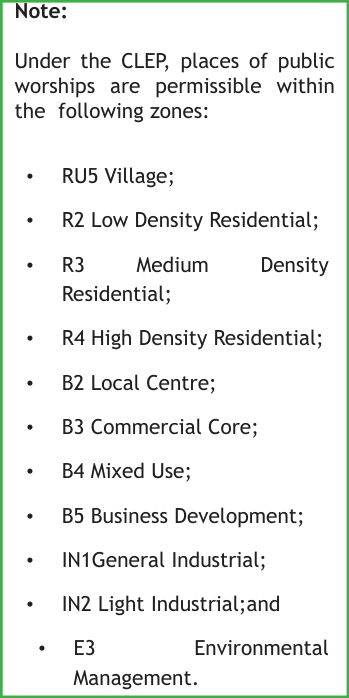 Note:
Under the CLEP, places of public
worships are permissible within
the following zones:
• RU5 Village;
• R2 Low Density Residential;
• R3 Medium Density
Residential;
• R4 High Density Residential;
• B2 Local Centre;
• B3 Commercial Core;
• B4 Mixed Use;
• B5 Business Development;
• IN1General Industrial;
• IN2 Light Industrial;and
• E3 Environmental
Management.